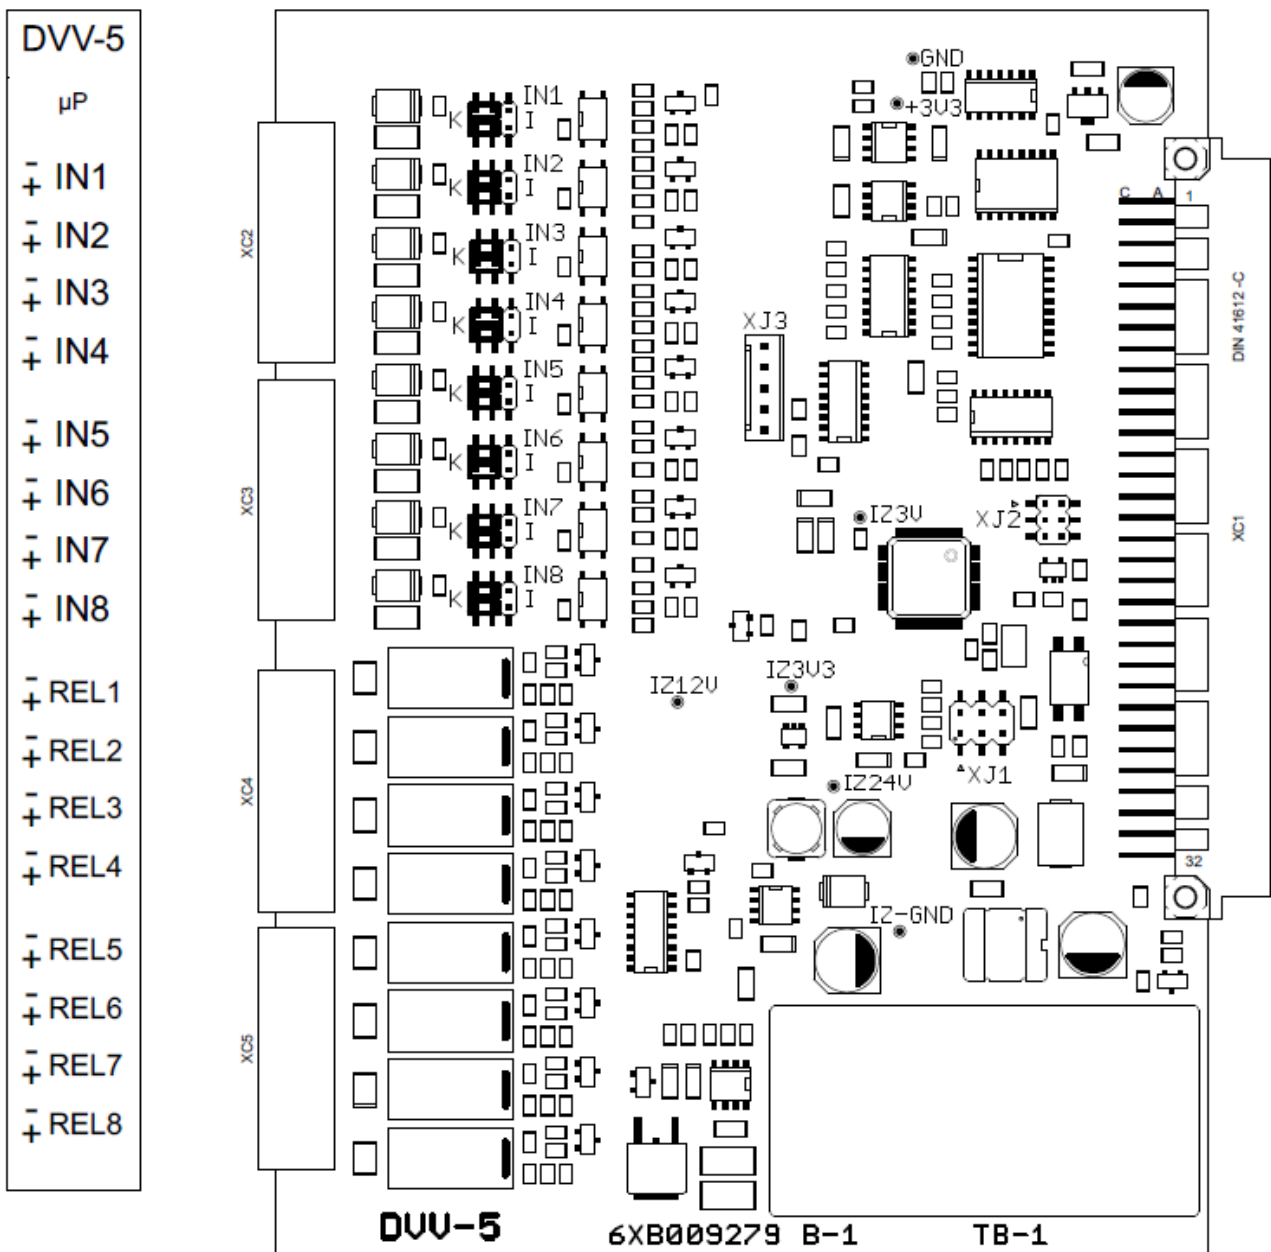 DVV-5
µP
-
+ IN1
-
+ IN2
-
+ IN3
-
+ IN4
-
+ IN5
-
+ IN6
-
+ IN7
-
+ IN8
-
+ REL1
-
+ REL2
-
+ REL3
-
+ REL4
-
+ REL5
-
+ REL6
-
+ REL7
-
+ REL8
XC2
XC3
XC4
XC5
IN1
K I
IN2
K I
IN3
K I
IN4
K I
IN5
K I
IN6
K I
IN7
K I
IN8
K I
GND
+3V3
XJ3
IZ3V
XJ2
IZ3V3
IZ12V
XJ1
IZ24V
IZ-GND
C A 1
DIN 41612 -C
XC1
32
DVV-5 6XB009279 B-1 TB-1